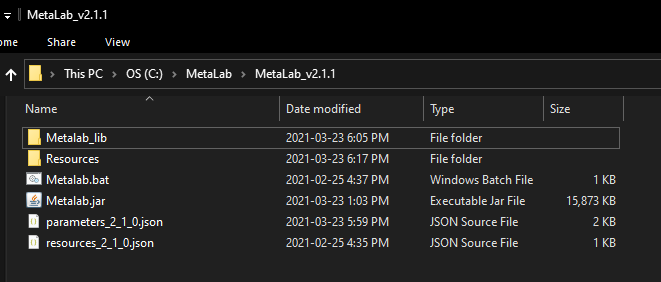 MetaLab_v2.1.1
ome Share View
This PC > OS (C:) > MetaLab > MetaLab_v2.1.1
Name Date modified Type Size
Metalab_lib 2021-03-23 6:05 PM File folder
Resources 2021-03-23 6:17 PM File folder
Metalab.bat 2021-02-25 4:37 PM Windows Batch File 1 KB
Metalab.jar 2021-03-23 1:03 PM Executable Jar File 15,873 KB
parameters_2_1_0.json 2021-03-23 5:59 PM JSON Source File 2 KB
resources_2_1_0.json 2021-02-25 4:35 PM JSON Source File 1 KB